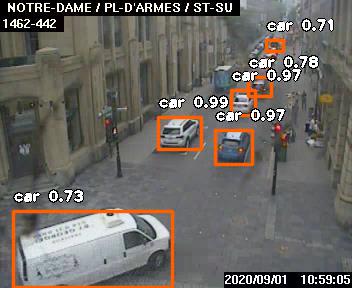 NOTRE-DAME / PL-D'ARMES / ST-SU
1462-442
car 0.71
car 0.78
car 0.97
car 0.99
car 0.97
car 0.73
2020/09/01 10:59:05